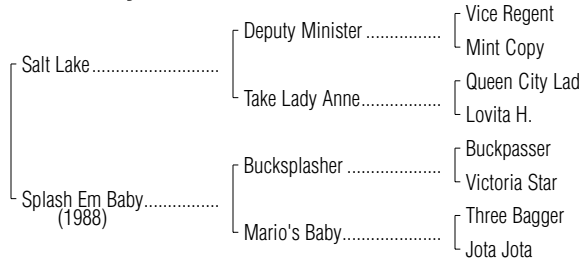 Vice Regent
Deputy Minister ................
Mint Copy
Salt Lake...........................
Queen City Lad
Take Lady Anne.................
Lovita H.
Buckpasser
Bucksplasher ....................
Victoria Star
Splash Em Baby................
(1988)
Three Bagger
Mario's Baby.....................
Jota Jota